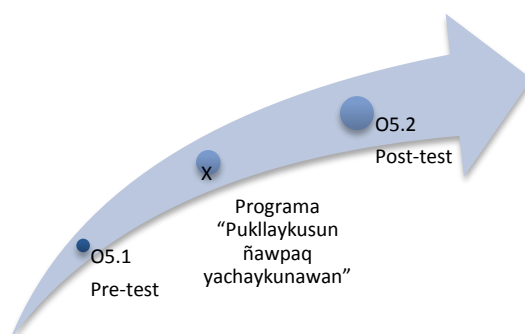 O5.1
Pre-test
X
Programa
“Pukllaykusun
ñawpaq
yachaykunawan”
O5.2
Post-test